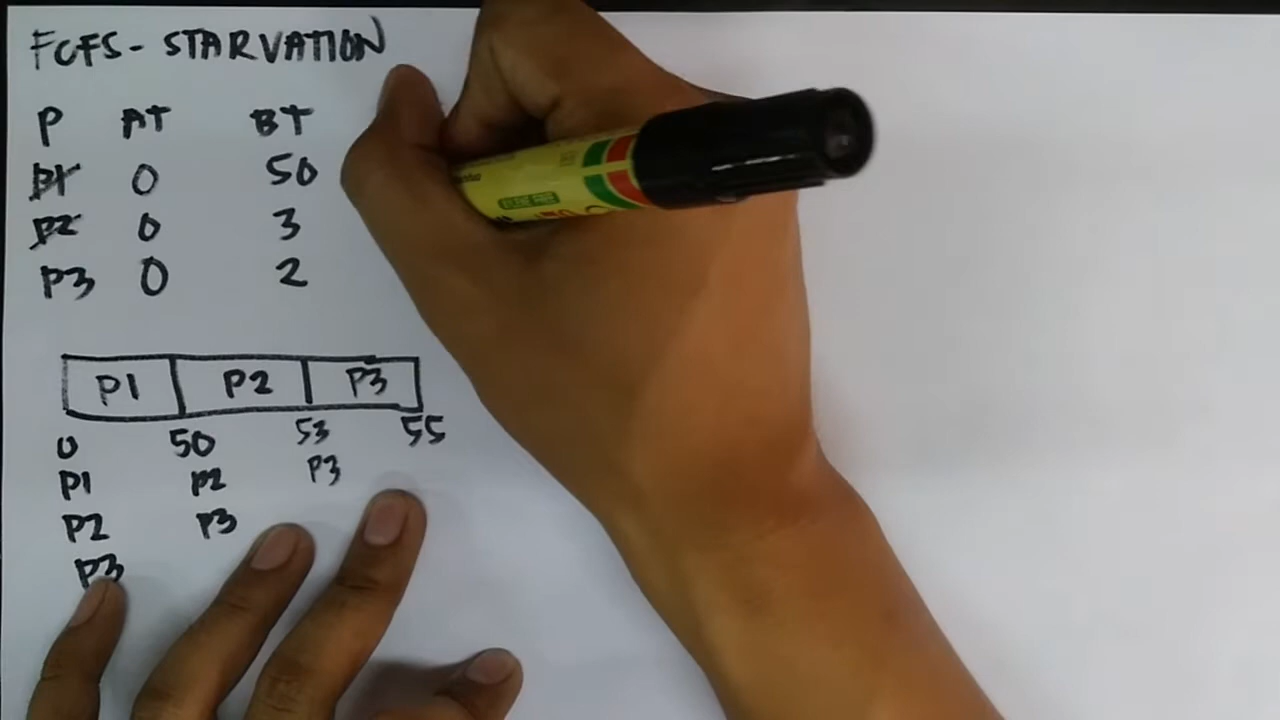 FCFS - STARVATION
P AT BT
P1 0 50
P2 0 3
P3 0 2
P1 P2 P3
0 50 53 55
P1 P2 P3
P2 P3
P3